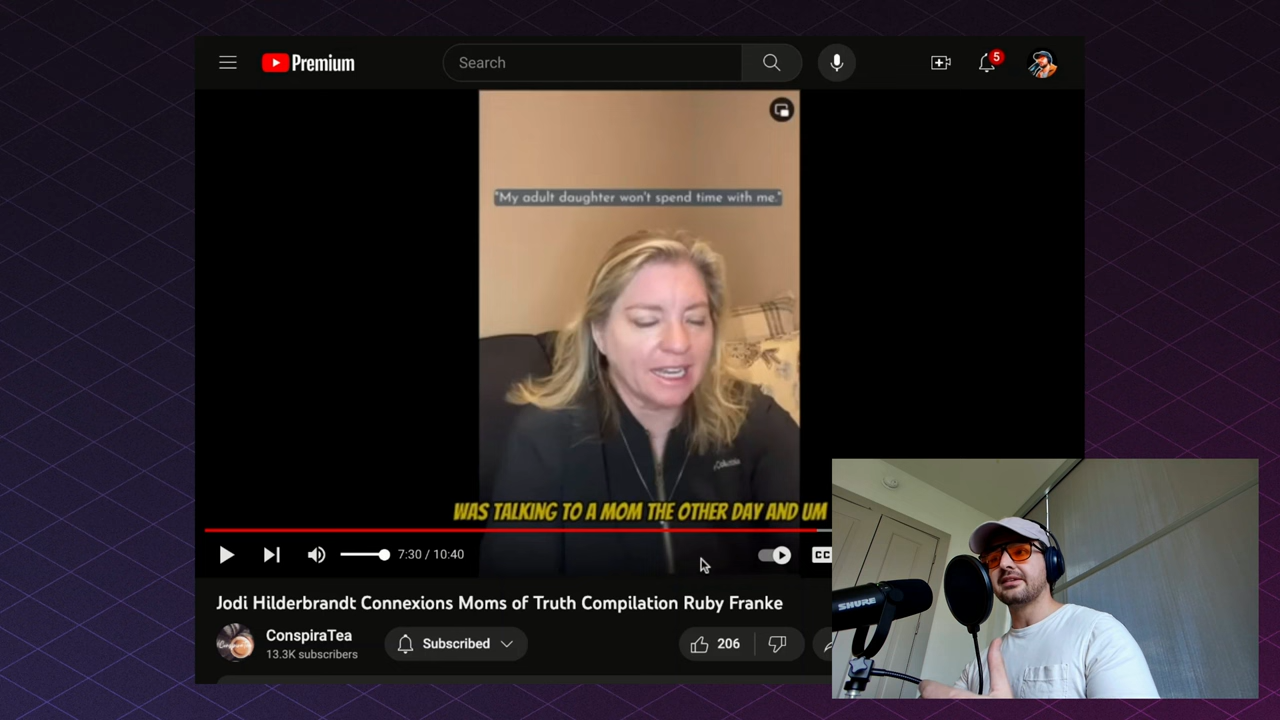 Premium
Search
5
"My adult daughter won't spend time with me."
Columbia
WAS TALKING TO A MOM THE OTHER DAY AND UM
7:30 / 10:40
CC
SHURE
Jodi Hilderbrandt Connexions Moms of Truth Compilation Ruby Franke
ConspiraTea
13.3K subscribers
Subscribed
206